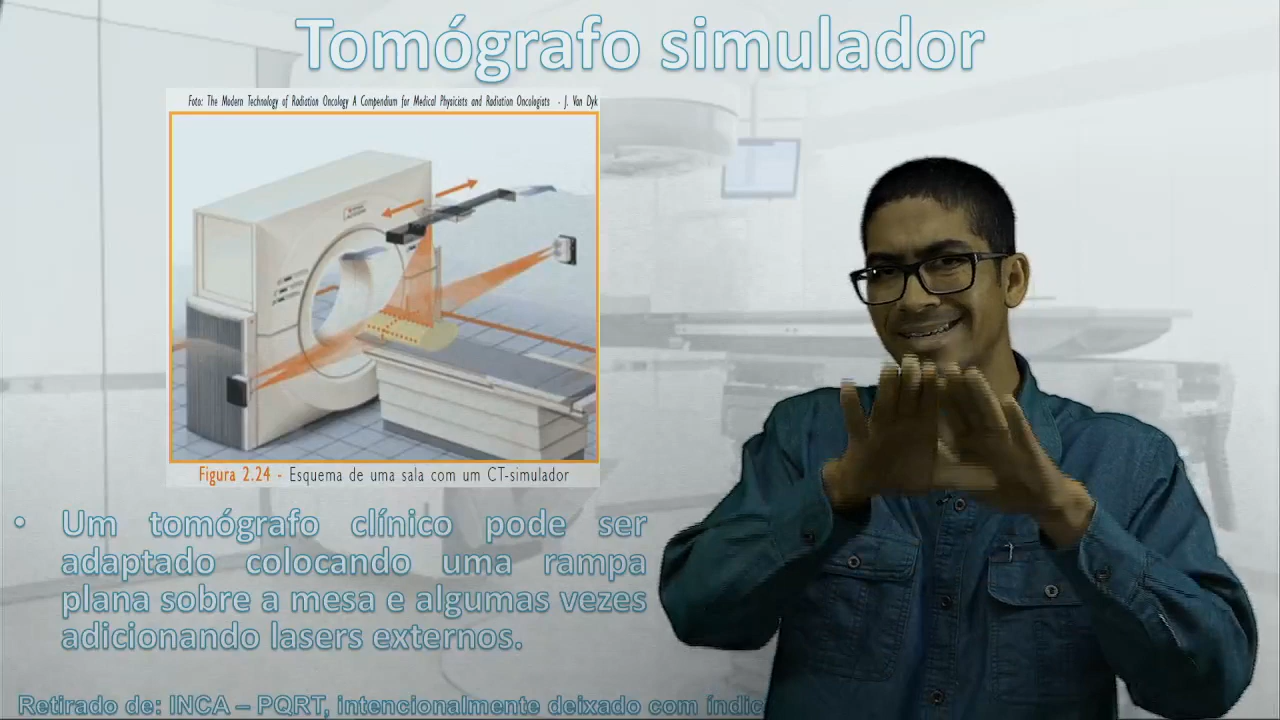 Tomógrafo simulador
Foto: The Modern Technology of Radiation Oncology A Compendium for Medical Physicists and Radiation Oncologists - J. Van Dyk
Figura 2.24 - Esquema de uma sala com um CT-simulador
• Um tomógrafo clínico pode ser
adaptado colocando uma rampa
plana sobre a mesa e algumas vezes
adicionando lasers externos.
Retirado de: INCA – PQRT, intencionalmente deixado com índic